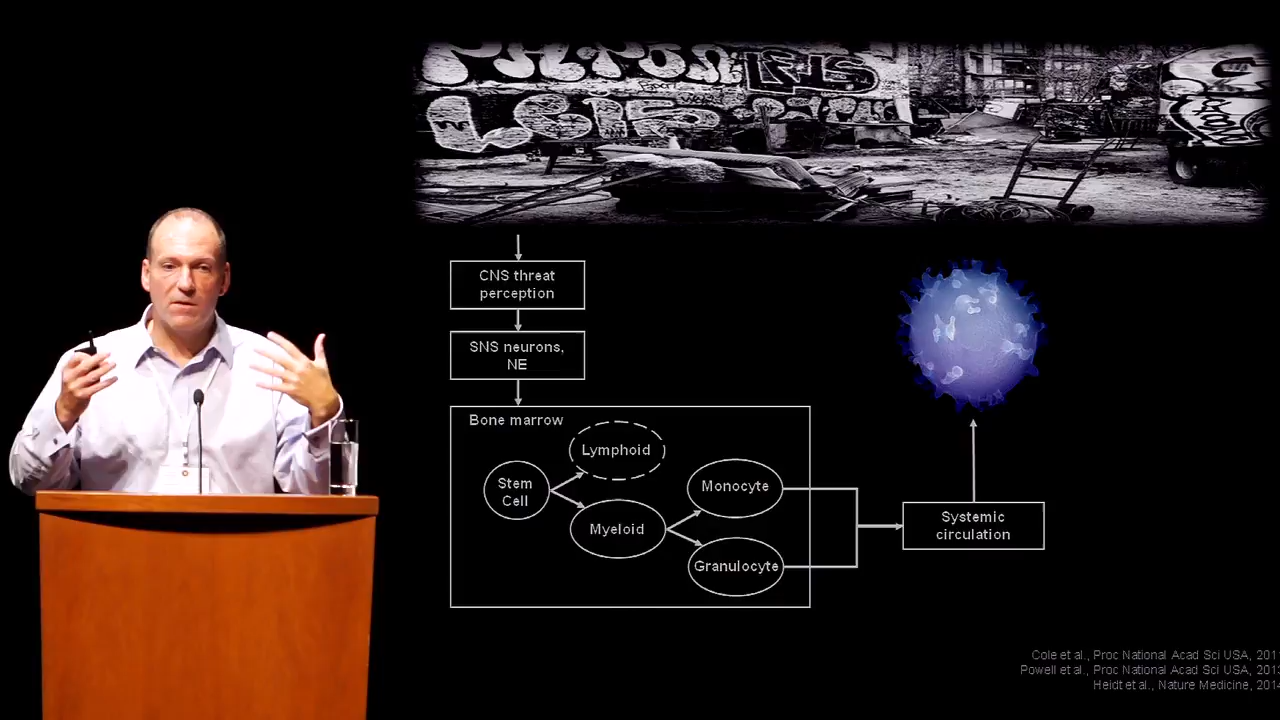 LEIS
CNS threat
perception
SNS neurons,
NE
Bone marrow
Lymphoid
Stem
Cell
Monocyte
Myeloid
Granulocyte
Systemic
circulation
Cole et al., Proc National Acad Sci USA, 201
Powell et al., Proc National Acad Sci USA, 201
Heidt et al., Nature Medicine, 201